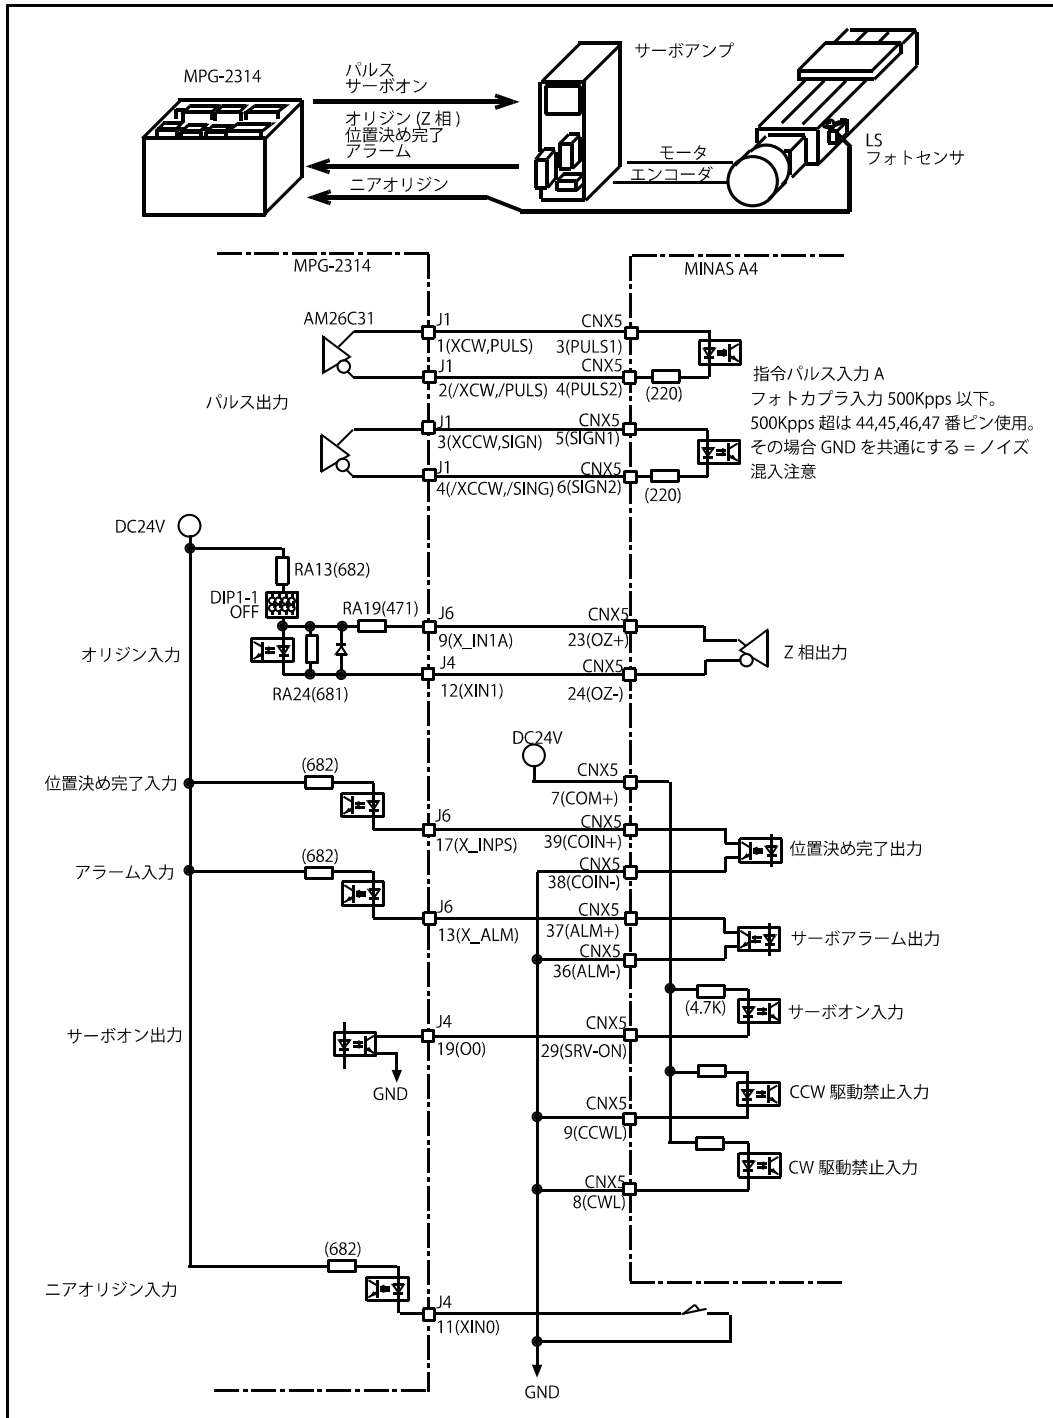 MPG-2314
パルス
サーボオン
オリジン (Z 相 )
位置決め完了
アラーム
ニアオリジン
サーボアンプ
モータ
エンコーダ
LS
フォトセンサ
MPG-2314
MINAS A4
AM26C31
J1
1(XCW,PULS)
CNX5
3(PULS1)
J1
2(/XCW,/PULS)
CNX5
4(PULS2)
(220)
パルス出力
J1
3(XCCW,SIGN)
CNX5
5(SIGN1)
J1
4(/XCCW,/SING)
CNX5
6(SIGN2)
(220)
指令パルス入力 A
フォトカプラ入力 500Kpps 以下。
500Kpps 超は 44,45,46,47 番ピン使用。
その場合 GND を共通にする = ノイズ
混入注意
DC24V
RA13(682)
DIP1-1
OFF
RA19(471)
J6
9(X_IN1A)
CNX5
23(OZ+)
オリジン入力
RA24(681)
J4
12(XIN1)
CNX5
24(OZ-)
Z 相出力
DC24V
CNX5
7(COM+)
位置決め完了入力
(682)
J6
17(X_INPS)
CNX5
39(COIN+)
CNX5
38(COIN-)
位置決め完了出力
アラーム入力
(682)
J6
13(X_ALM)
CNX5
37(ALM+)
CNX5
36(ALM-)
サーボアラーム出力
(4.7K)
サーボオン入力
サーボオン出力
J4
19(O0)
GND
CNX5
29(SRV-ON)
CNX5
9(CCWL)
CCW 駆動禁止入力
CNX5
8(CWL)
CW 駆動禁止入力
ニアオリジン入力
(682)
J4
11(XIN0)
GND